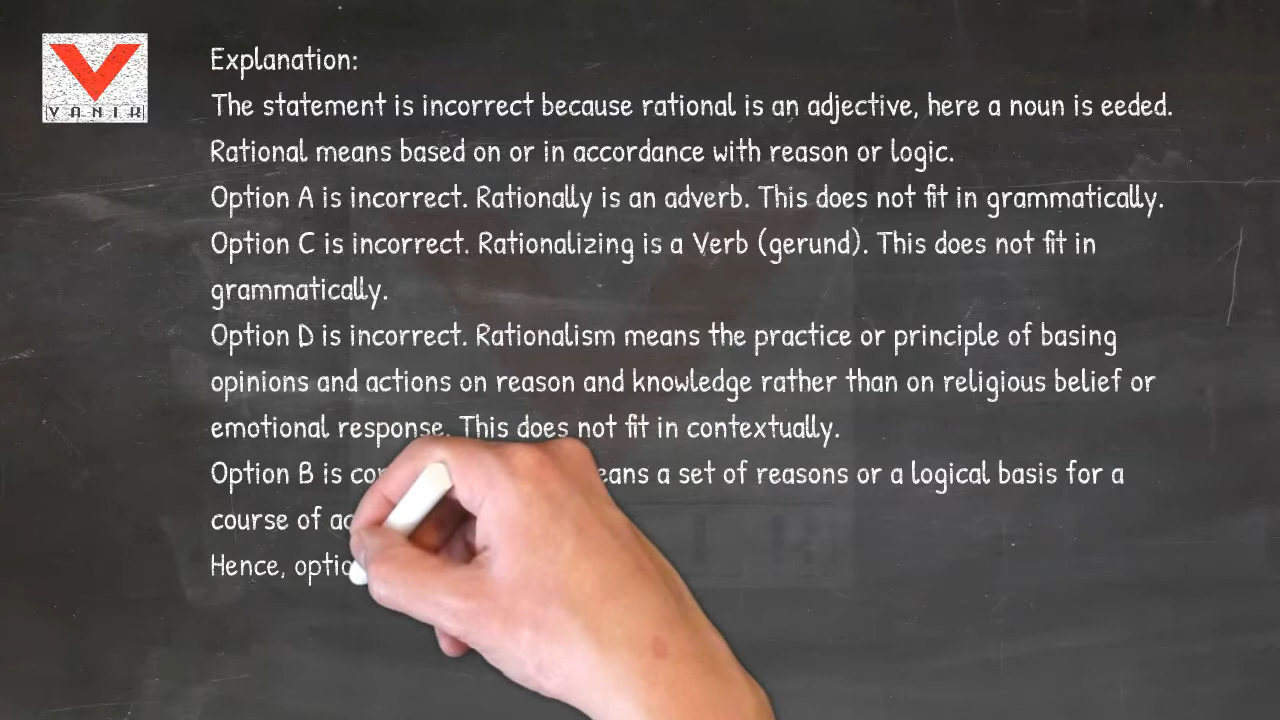 VANIK
Explanation:
The statement is incorrect because rational is an adjective, here a noun is eeded.
Rational means based on or in accordance with reason or logic.
Option A is incorrect. Rationally is an adverb. This does not fit in grammatically.
Option C is incorrect. Rationalizing is a Verb (gerund). This does not fit in
grammatically.
Option D is incorrect. Rationalism means the practice or principle of basing
opinions and actions on reason and knowledge rather than on religious belief or
emotional response. This does not fit in contextually.
Option B is a set of reasons or a logical basis for a
course of
Hence,